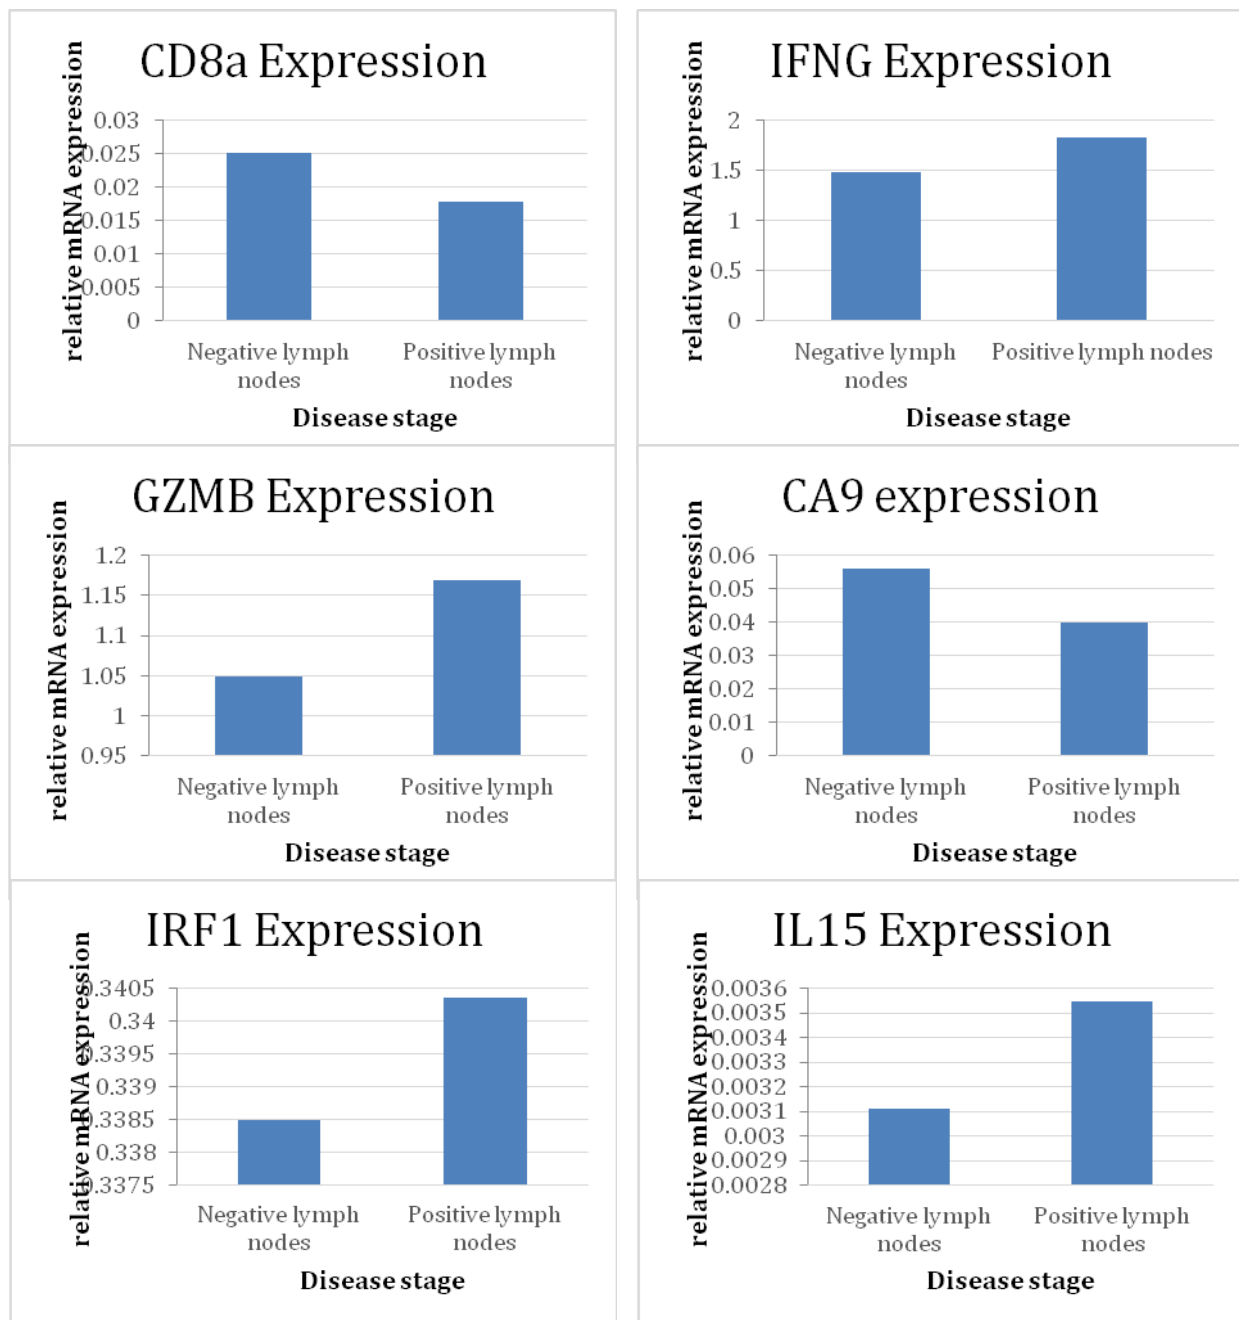 CD8a Expression
relative mRNA expression
0.03
0.025
0.02
0.015
0.01
0.005
0
Negative lymph
nodes
Positive lymph
nodes
Disease stage
IFNG Expression
relative mRNA expression
2
1.5
1
0.5
0
Negative lymph
nodes
Positive lymph nodes
Disease stage
GZMB Expression
relative mRNA expression
1.2
1.15
1.1
1.05
1
0.95
Negative lymph
nodes
Positive lymph
nodes
Disease stage
CA9 expression
relative mRNA expression
0.06
0.05
0.04
0.03
0.02
0.01
0
Negative lymph
nodes
Positive lymph
nodes
Disease stage
IRF1 Expression
relative mRNA expression
0.3405
0.34
0.3395
0.339
0.3385
0.338
0.3375
Negative lymph
nodes
Positive lymph
nodes
Disease stage
IL15 Expression
relative mRNA expression
0.0036
0.0035
0.0034
0.0033
0.0032
0.0031
0.003
0.0029
0.0028
Negative lymph
nodes
Positive lymph
nodes
Disease stage